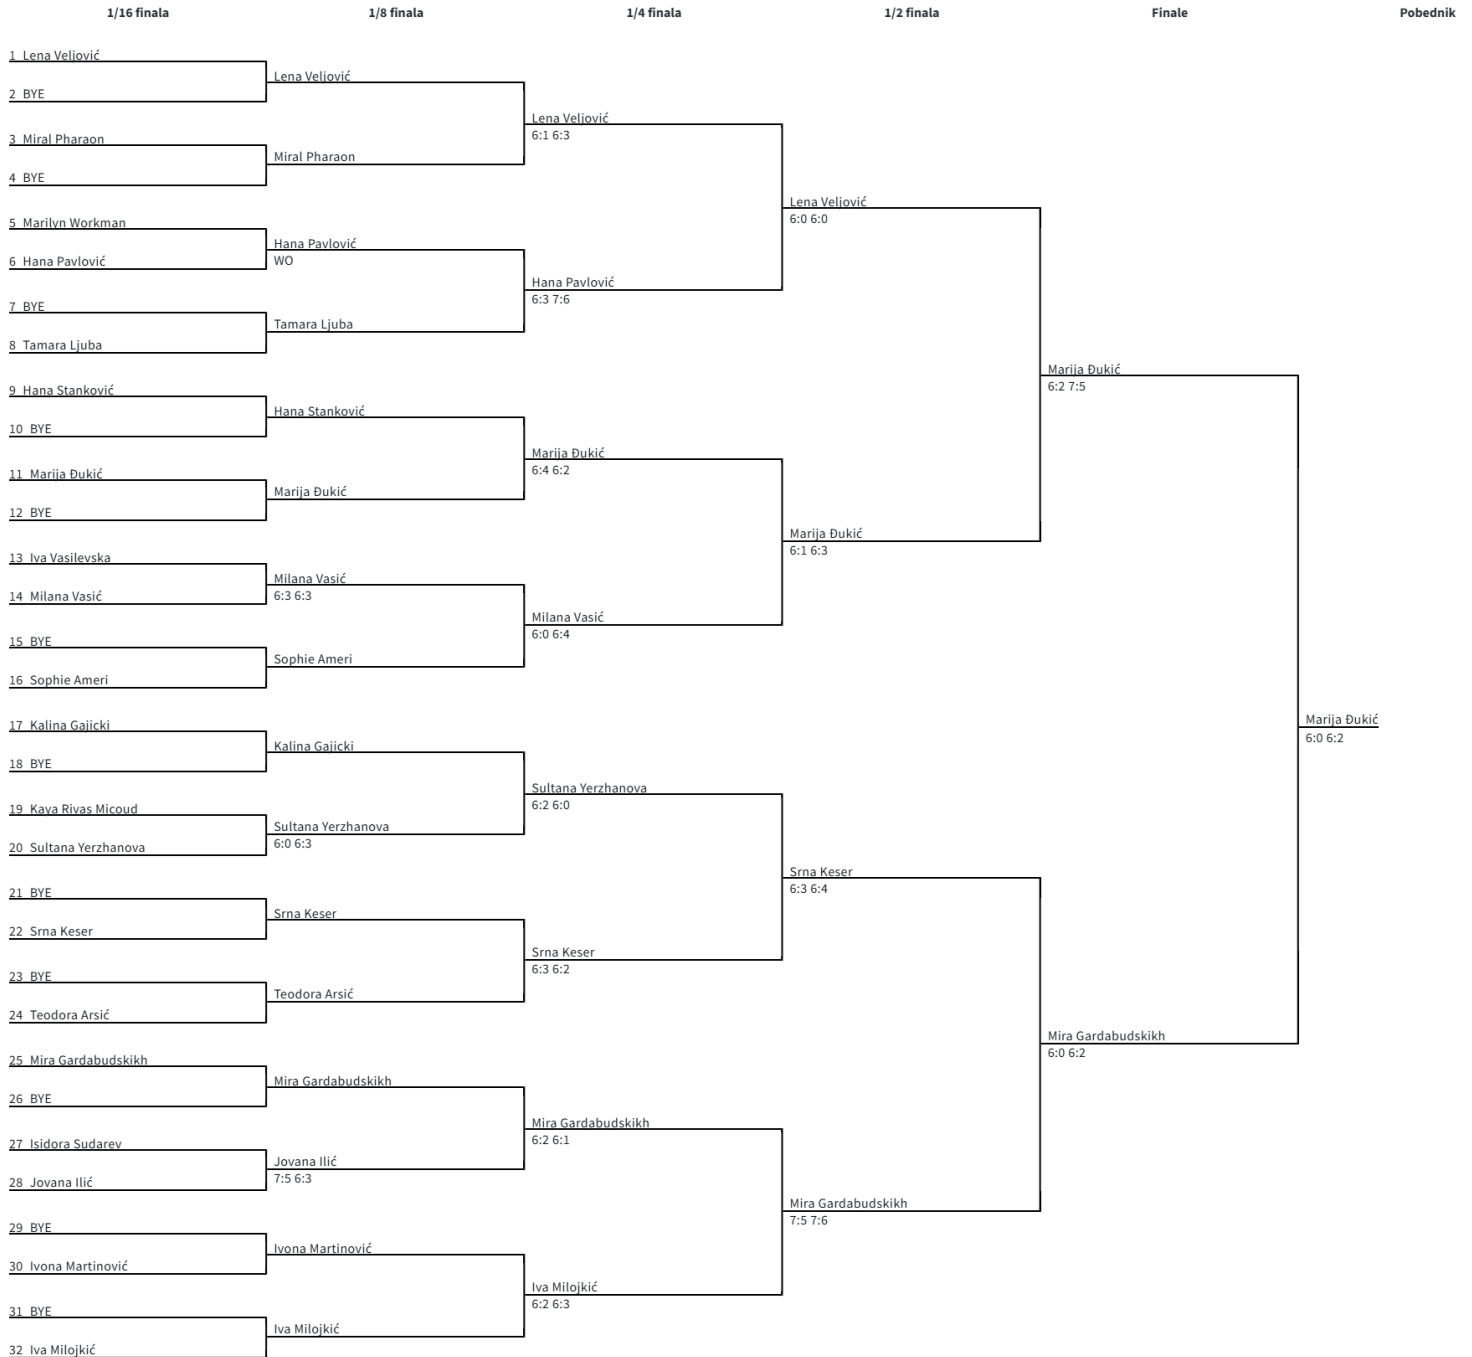 1/16 finala
1/8 finala
1/4 finala
1/2 finala
Finale
Pobednik
1 Lena Veljović
2 BYE
3 Miral Pharaon
4 BYE
5 Marilyn Workman
6 Hana Pavlović
7 BYE
8 Tamara Ljuba
9 Hana Stanković
10 BYE
11 Marija Đukić
12 BYE
13 Iva Vasilevska
14 Milana Vasić
15 BYE
16 Sophie Ameri
17 Kalina Gajicki
18 BYE
19 Kaya Rivas Micoud
20 Sultana Yerzhanova
21 BYE
22 Srna Keser
23 BYE
24 Teodora Arsić
25 Mira Gardabudskikh
26 BYE
27 Isidora Sudarev
28 Jovana Ilić
29 BYE
30 Ivona Martinović
31 BYE
32 Iva Milojkić
Lena Veljović
Miral Pharaon
Hana Pavlović
WO
Tamara Ljuba
Hana Stanković
Marija Đukić
Milana Vasić
6:3 6:3
Sophie Ameri
Kalina Gajicki
Sultana Yerzhanova
6:0 6:3
Srna Keser
Teodora Arsić
Mira Gardabudskikh
Jovana Ilić
7:5 6:3
Ivona Martinović
Iva Milojkić
Lena Veljović
6:1 6:3
Hana Pavlović
6:3 7:6
Marija Đukić
6:4 6:2
Milana Vasić
6:0 6:4
Sultana Yerzhanova
6:2 6:0
Srna Keser
6:3 6:2
Mira Gardabudskikh
6:2 6:1
Iva Milojkić
6:2 6:3
Lena Veljović
6:0 6:0
Marija Đukić
6:1 6:3
Srna Keser
6:3 6:4
Mira Gardabudskikh
7:5 7:6
Marija Đukić
6:2 7:5
Mira Gardabudskikh
6:0 6:2
Marija Đukić
6:0 6:2